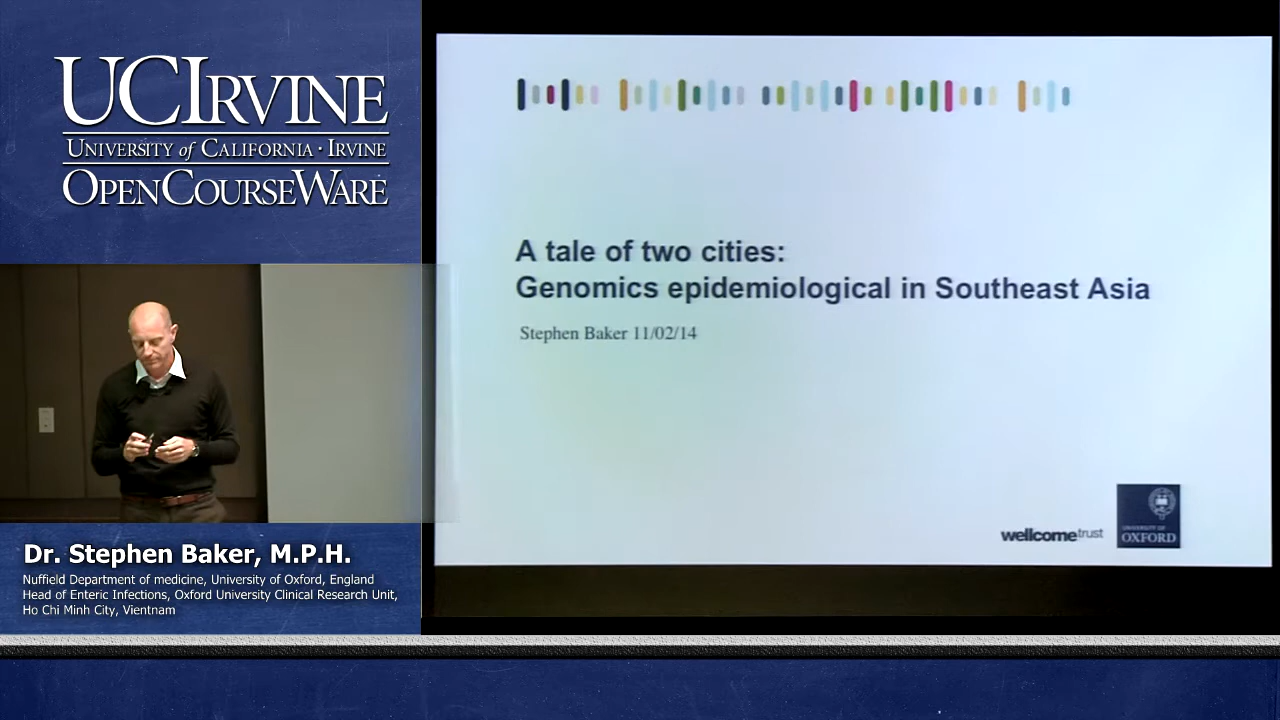 UCIRVINE
UNIVERSITY of CALIFORNIA · IRVINE
OPENCOURSEWARE
A tale of two cities:
Genomics epidemiological in Southeast Asia
Stephen Baker 11/02/14
wellcometrust
UNIVERSITY OF
OXFORD
Dr. Stephen Baker, M.P.H.
Nuffield Department of medicine, University of Oxford, England
Head of Enteric Infections, Oxford University Clinical Research Unit,
Ho Chi Minh City, Vientnam